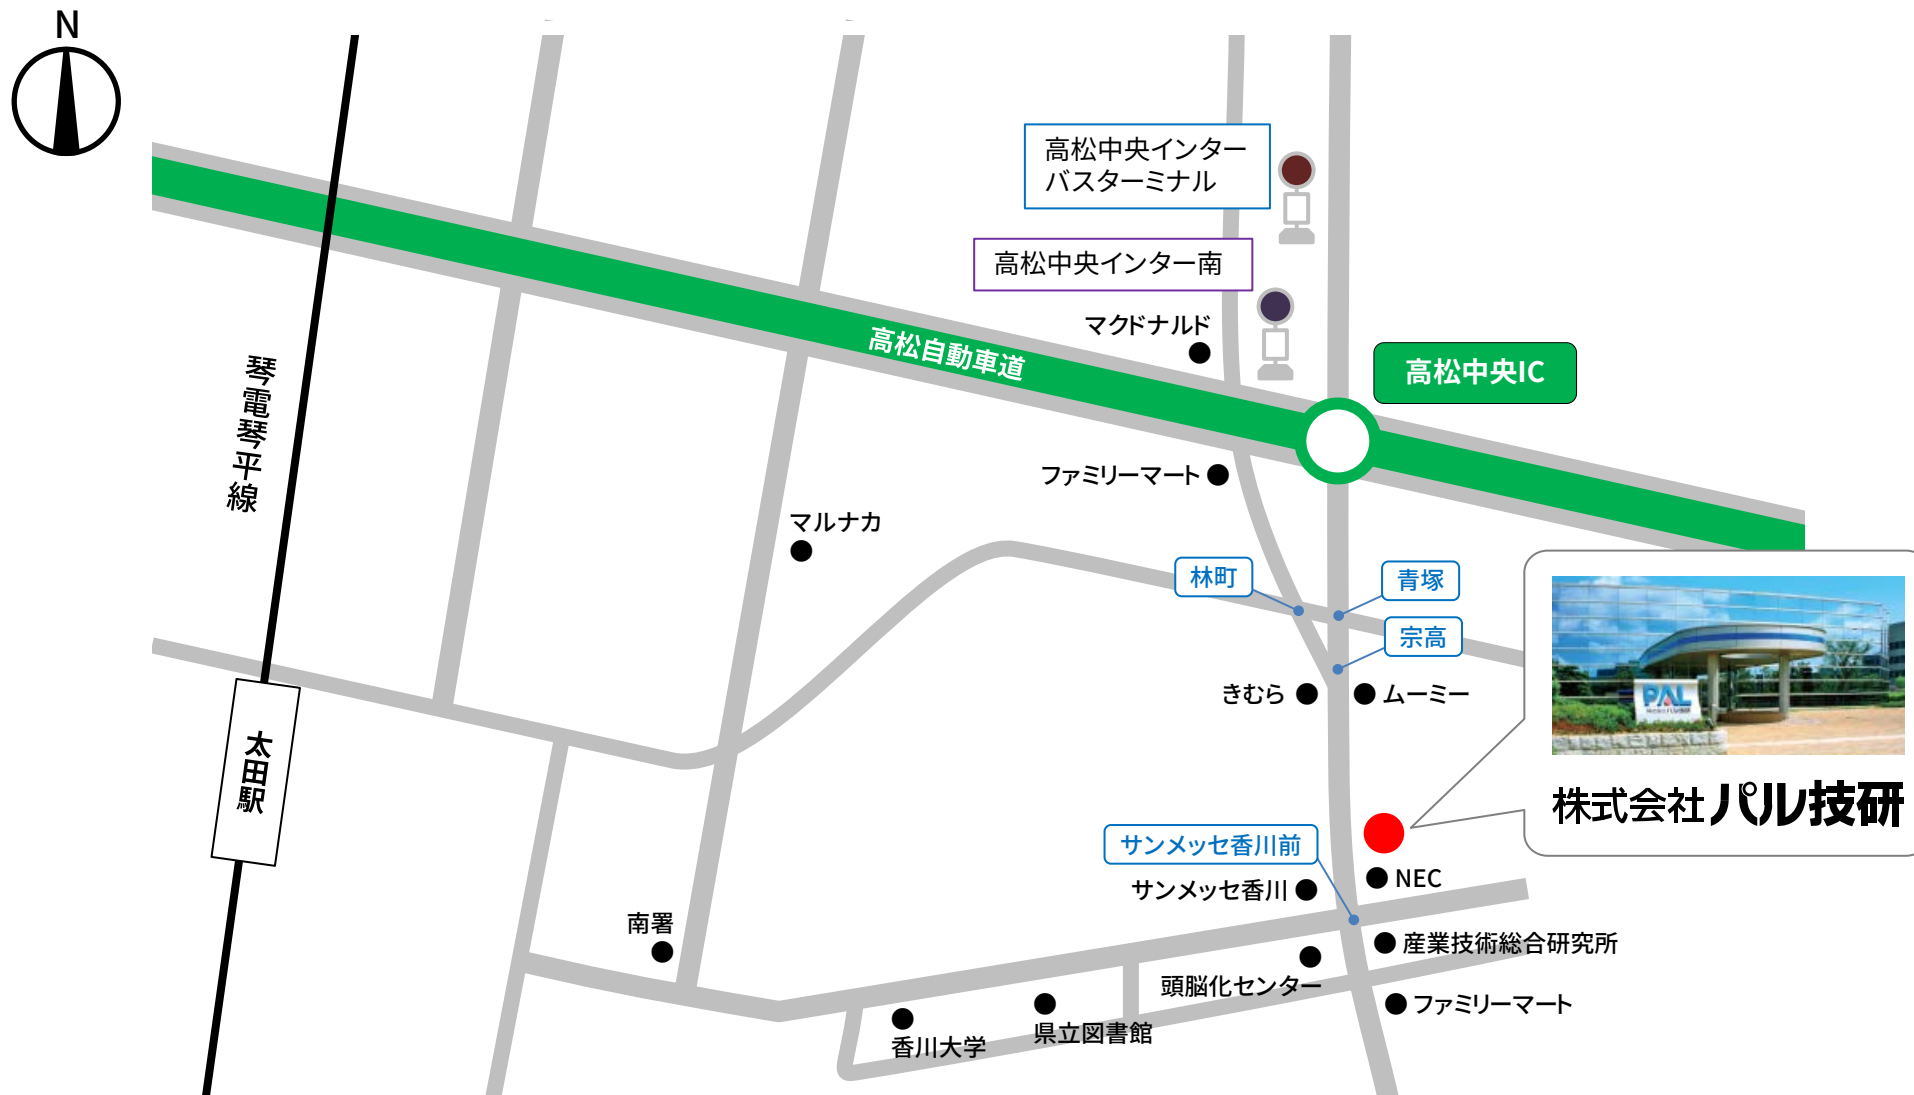 N
高松中央インター
バスターミナル
高松中央インター南
マクドナルド
高松自動車道
高松中央IC
琴電琴平線
ファミリーマート
マルナカ
林町
青塚
宗高
きむら
ムーミー
PAL
株式会社パル技研
太田駅
サンメッセ香川前
サンメッセ香川
NEC
南署
産業技術総合研究所
頭脳化センター
ファミリーマート
県立図書館
香川大学